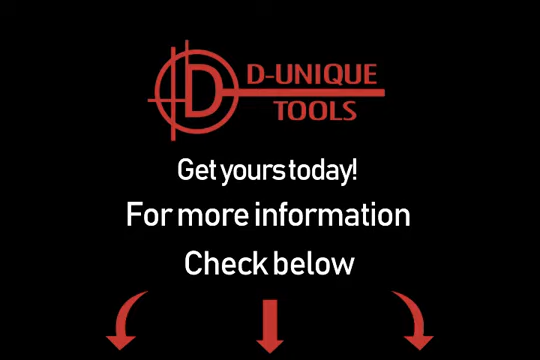 D-UNIQUE
TOOLS
Get yours today!
For more information
Check below